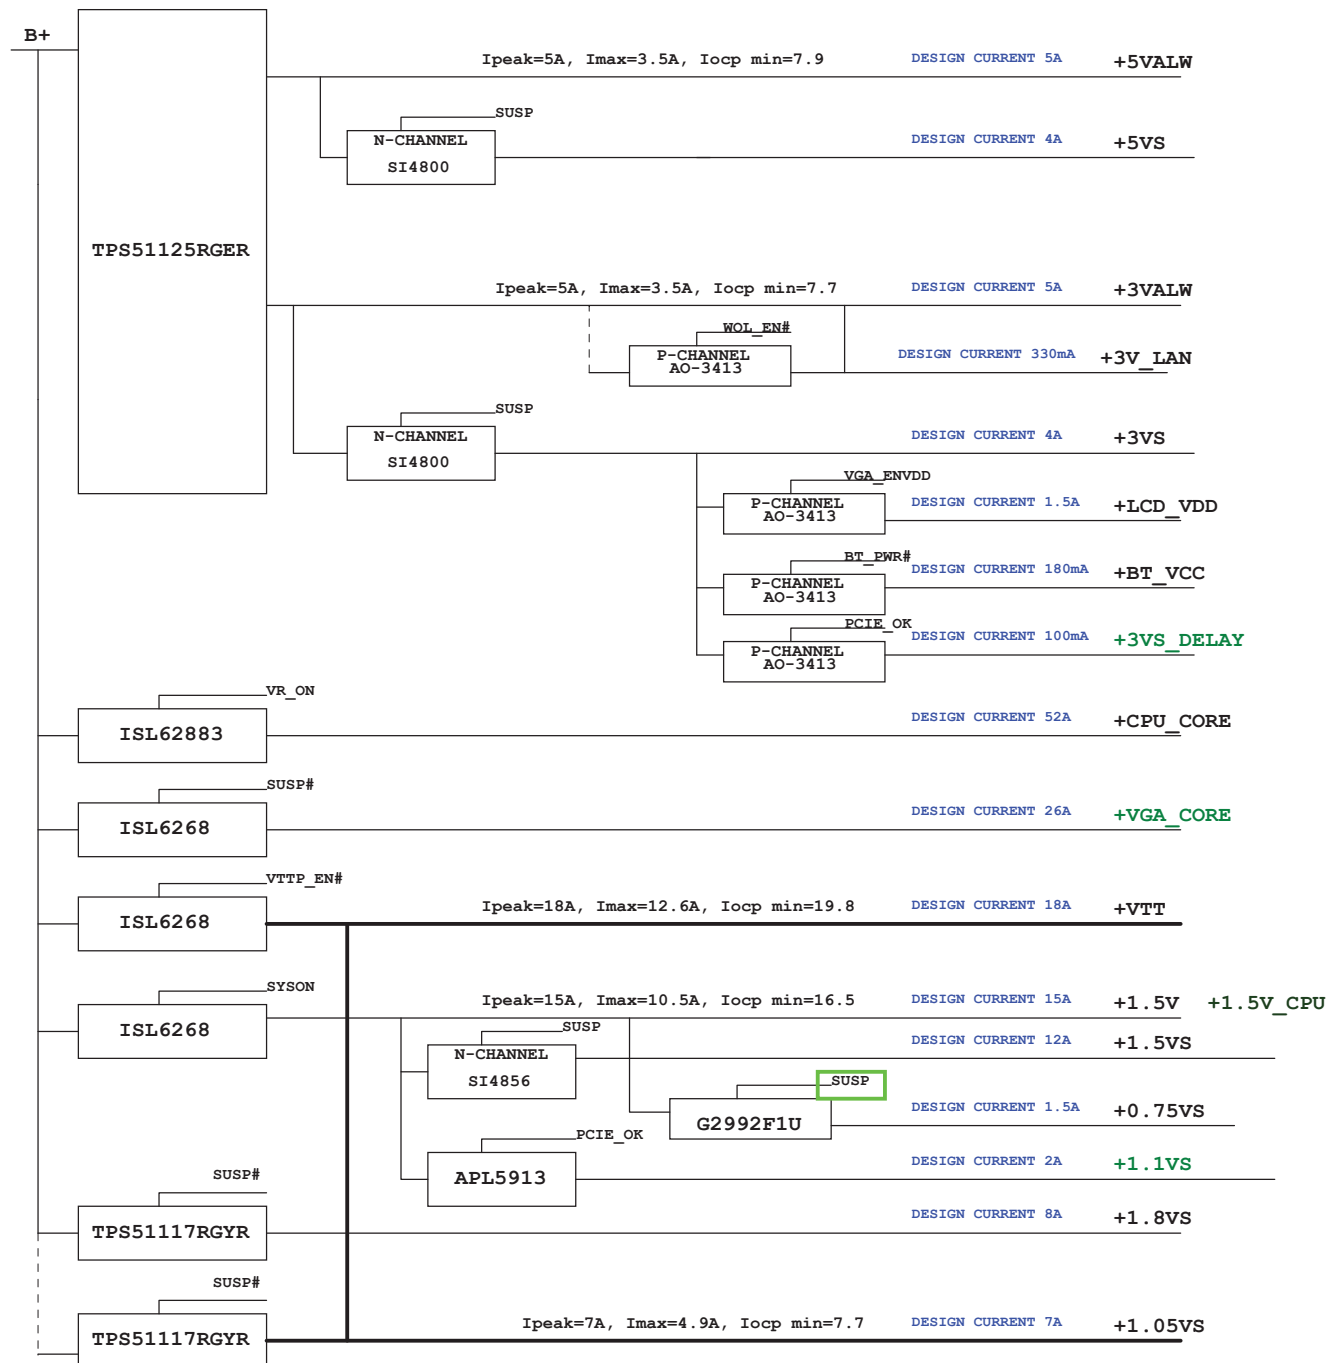 B+
TPS51125RGER
Ipeak=5A, Imax=3.5A, Iocp min=7.9 DESIGN CURRENT 5A +5VALW
SUSP
N-CHANNEL
SI4800
DESIGN CURRENT 4A +5VS
Ipeak=5A, Imax=3.5A, Iocp min=7.7 DESIGN CURRENT 5A +3VALW
WOL_EN#
P-CHANNEL
AO-3413
DESIGN CURRENT 330mA +3V_LAN
SUSP
N-CHANNEL
SI4800
DESIGN CURRENT 4A +3VS
VGA_ENVDD
P-CHANNEL
AO-3413
DESIGN CURRENT 1.5A +LCD_VDD
BT_PWR#
P-CHANNEL
AO-3413
DESIGN CURRENT 180mA +BT_VCC
PCIE_OK
P-CHANNEL
AO-3413
DESIGN CURRENT 100mA +3VS_DELAY
VR_ON
ISL62883
DESIGN CURRENT 52A +CPU_CORE
SUSP#
ISL6268
DESIGN CURRENT 26A +VGA_CORE
VTTP_EN#
ISL6268
Ipeak=18A, Imax=12.6A, Iocp min=19.8 DESIGN CURRENT 18A +VTT
SYSON
ISL6268
Ipeak=15A, Imax=10.5A, Iocp min=16.5 DESIGN CURRENT 15A +1.5V +1.5V_CPU
SUSP
N-CHANNEL
SI4856
DESIGN CURRENT 12A +1.5VS
SUSP
G2992F1U
DESIGN CURRENT 1.5A +0.75VS
PCIE_OK
APL5913
DESIGN CURRENT 2A +1.1VS
SUSP#
TPS51117RGYR
DESIGN CURRENT 8A +1.8VS
SUSP#
TPS51117RGYR
Ipeak=7A, Imax=4.9A, Iocp min=7.7 DESIGN CURRENT 7A +1.05VS